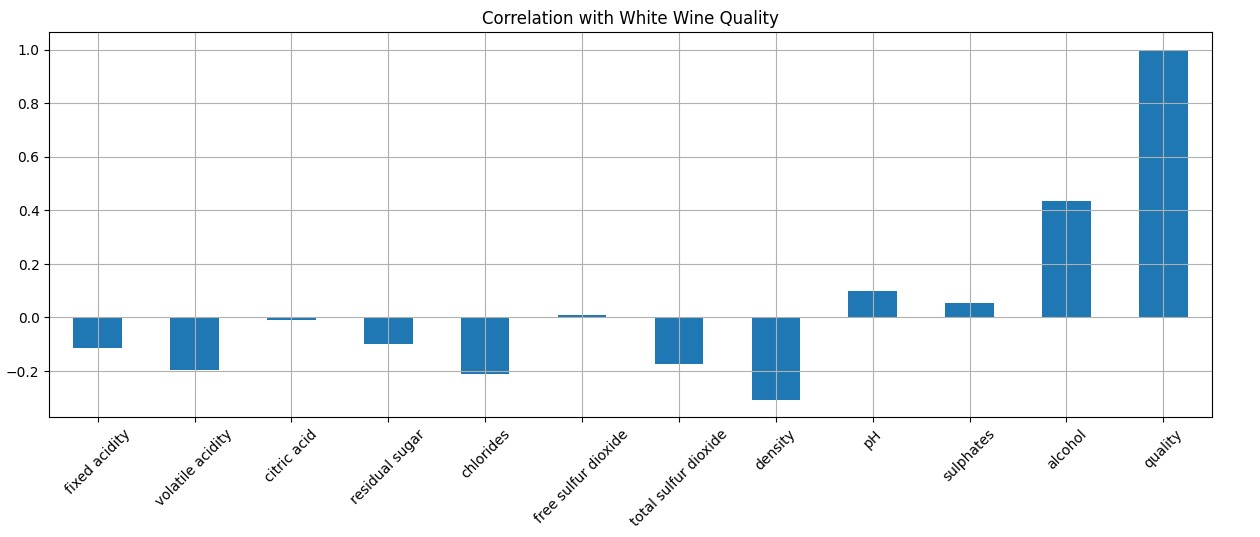 Correlation with White Wine Quality
1.0
0.8
0.6
0.4
0.2
0.0
−0.2
fixed acidity
volatile acidity
citric acid
residual sugar
chlorides
free sulfur dioxide
total sulfur dioxide
density
pH
sulphates
alcohol
quality